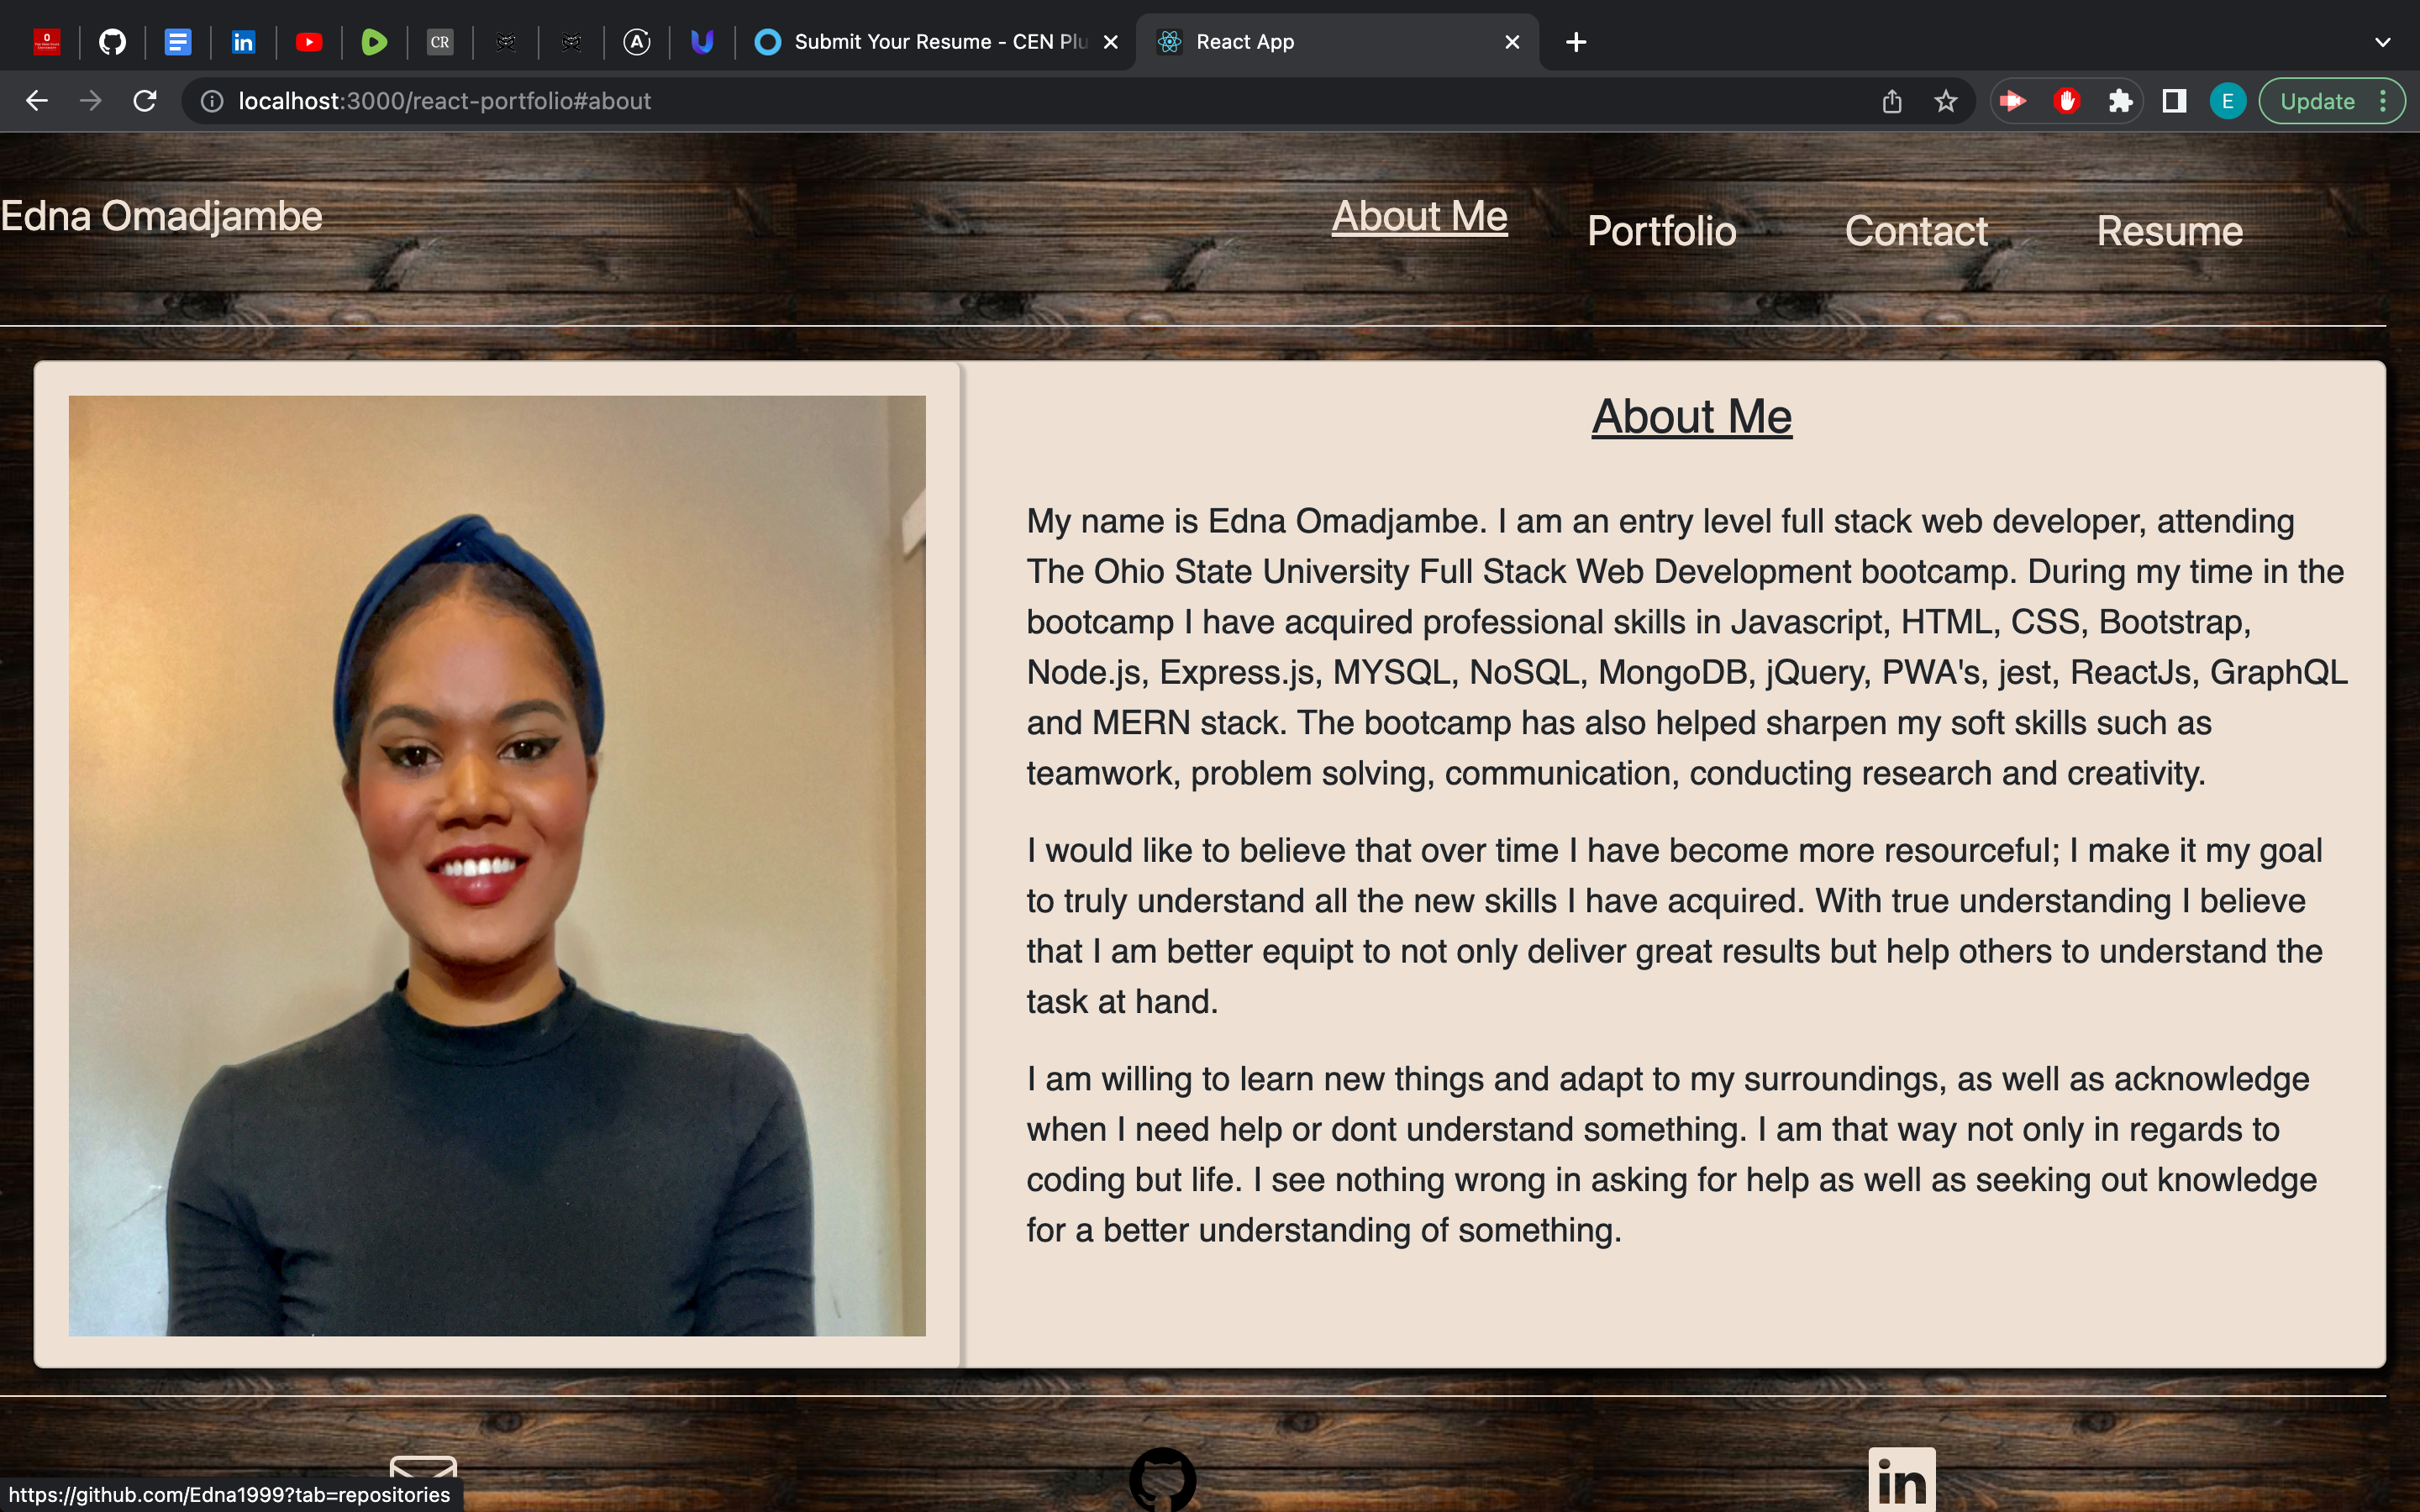 CR
Submit Your Resume - CEN Plu
React App
localhost:3000/react-portfolio#about
E
Update
Edna Omadjambe
About Me
Portfolio
Contact
Resume
About Me
My name is Edna Omadjambe. I am an entry level full stack web developer, attending
The Ohio State University Full Stack Web Development bootcamp. During my time in the
bootcamp I have acquired professional skills in Javascript, HTML, CSS, Bootstrap,
Node.js, Express.js, MYSQL, NoSQL, MongoDB, jQuery, PWA's, jest, ReactJs, GraphQL
and MERN stack. The bootcamp has also helped sharpen my soft skills such as
teamwork, problem solving, communication, conducting research and creativity.
I would like to believe that over time I have become more resourceful; I make it my goal
to truly understand all the new skills I have acquired. With true understanding I believe
that I am better equipt to not only deliver great results but help others to understand the
task at hand.
I am willing to learn new things and adapt to my surroundings, as well as acknowledge
when I need help or dont understand something. I am that way not only in regards to
coding but life. I see nothing wrong in asking for help as well as seeking out knowledge
for a better understanding of something.
in
https://github.com/Edna1999?tab=repositories